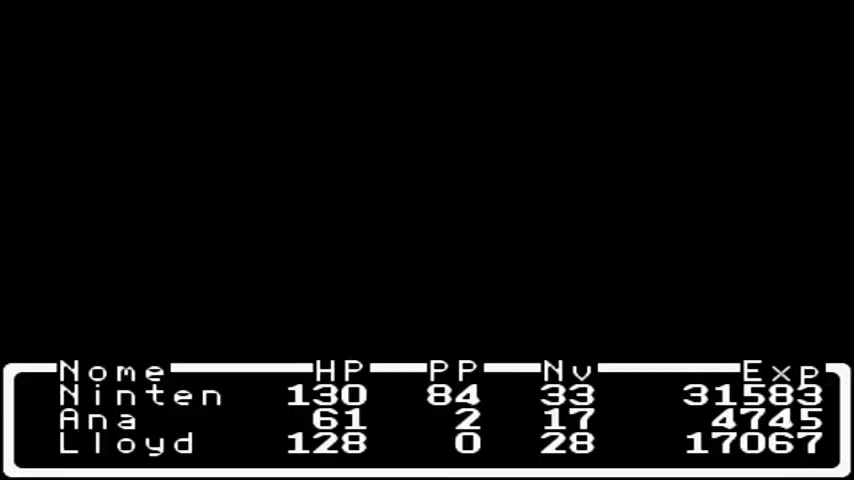 Nome HP PP Nv Exp
Ninten 130 84 33 31583
Ana 61 2 17 4745
Lloyd 128 0 28 17067